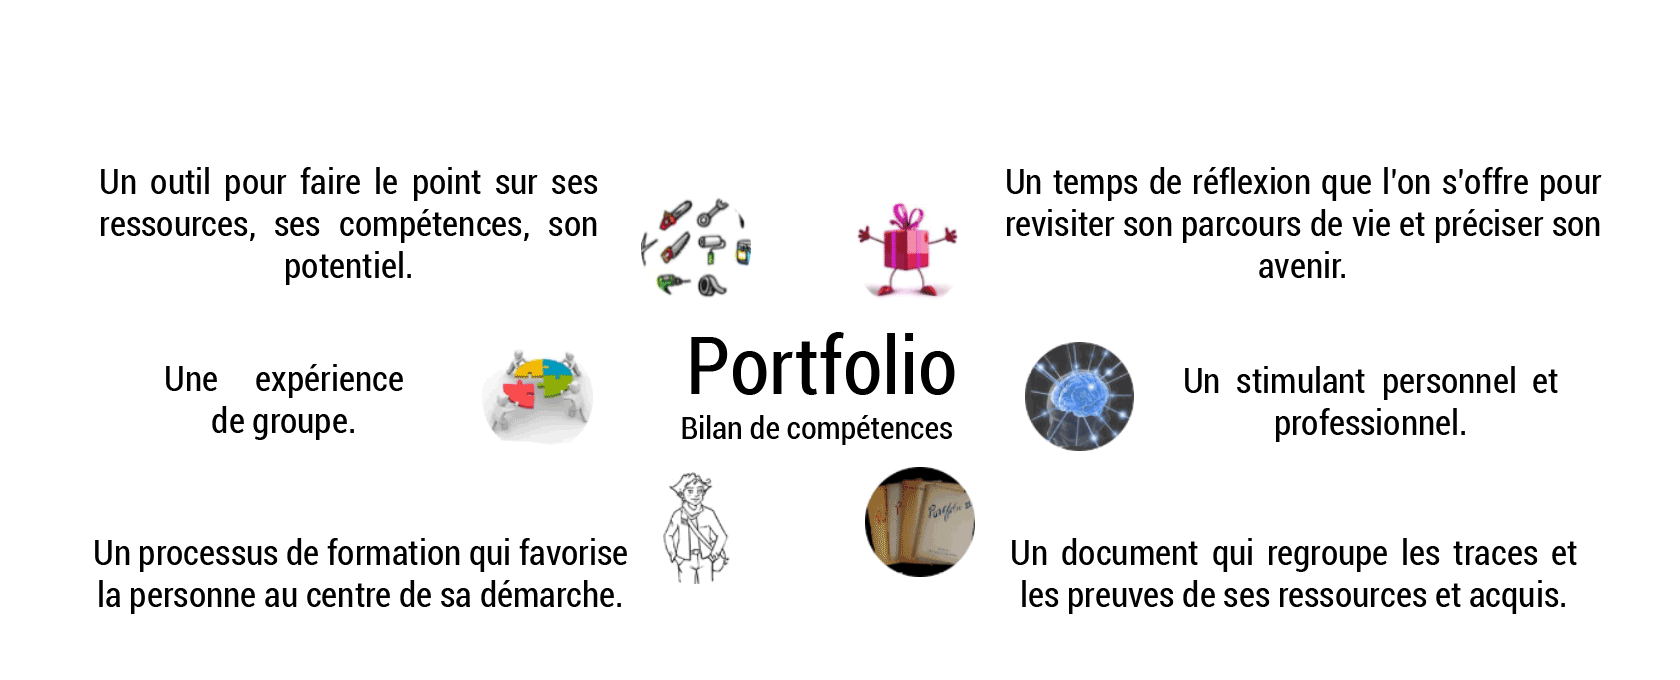 Un outil pour faire le point sur ses
ressources, ses compétences, son
potentiel.
Un temps de réflexion que l'on s'offre pour
revisiter son parcours de vie et préciser son
avenir.
Une expérience
de groupe.
Portfolio
Bilan de compétences
Un stimulant personnel et
professionnel.
Un processus de formation qui favorise
la personne au centre de sa démarche.
Portfolio
Un document qui regroupe les traces et
les preuves de ses ressources et acquis.